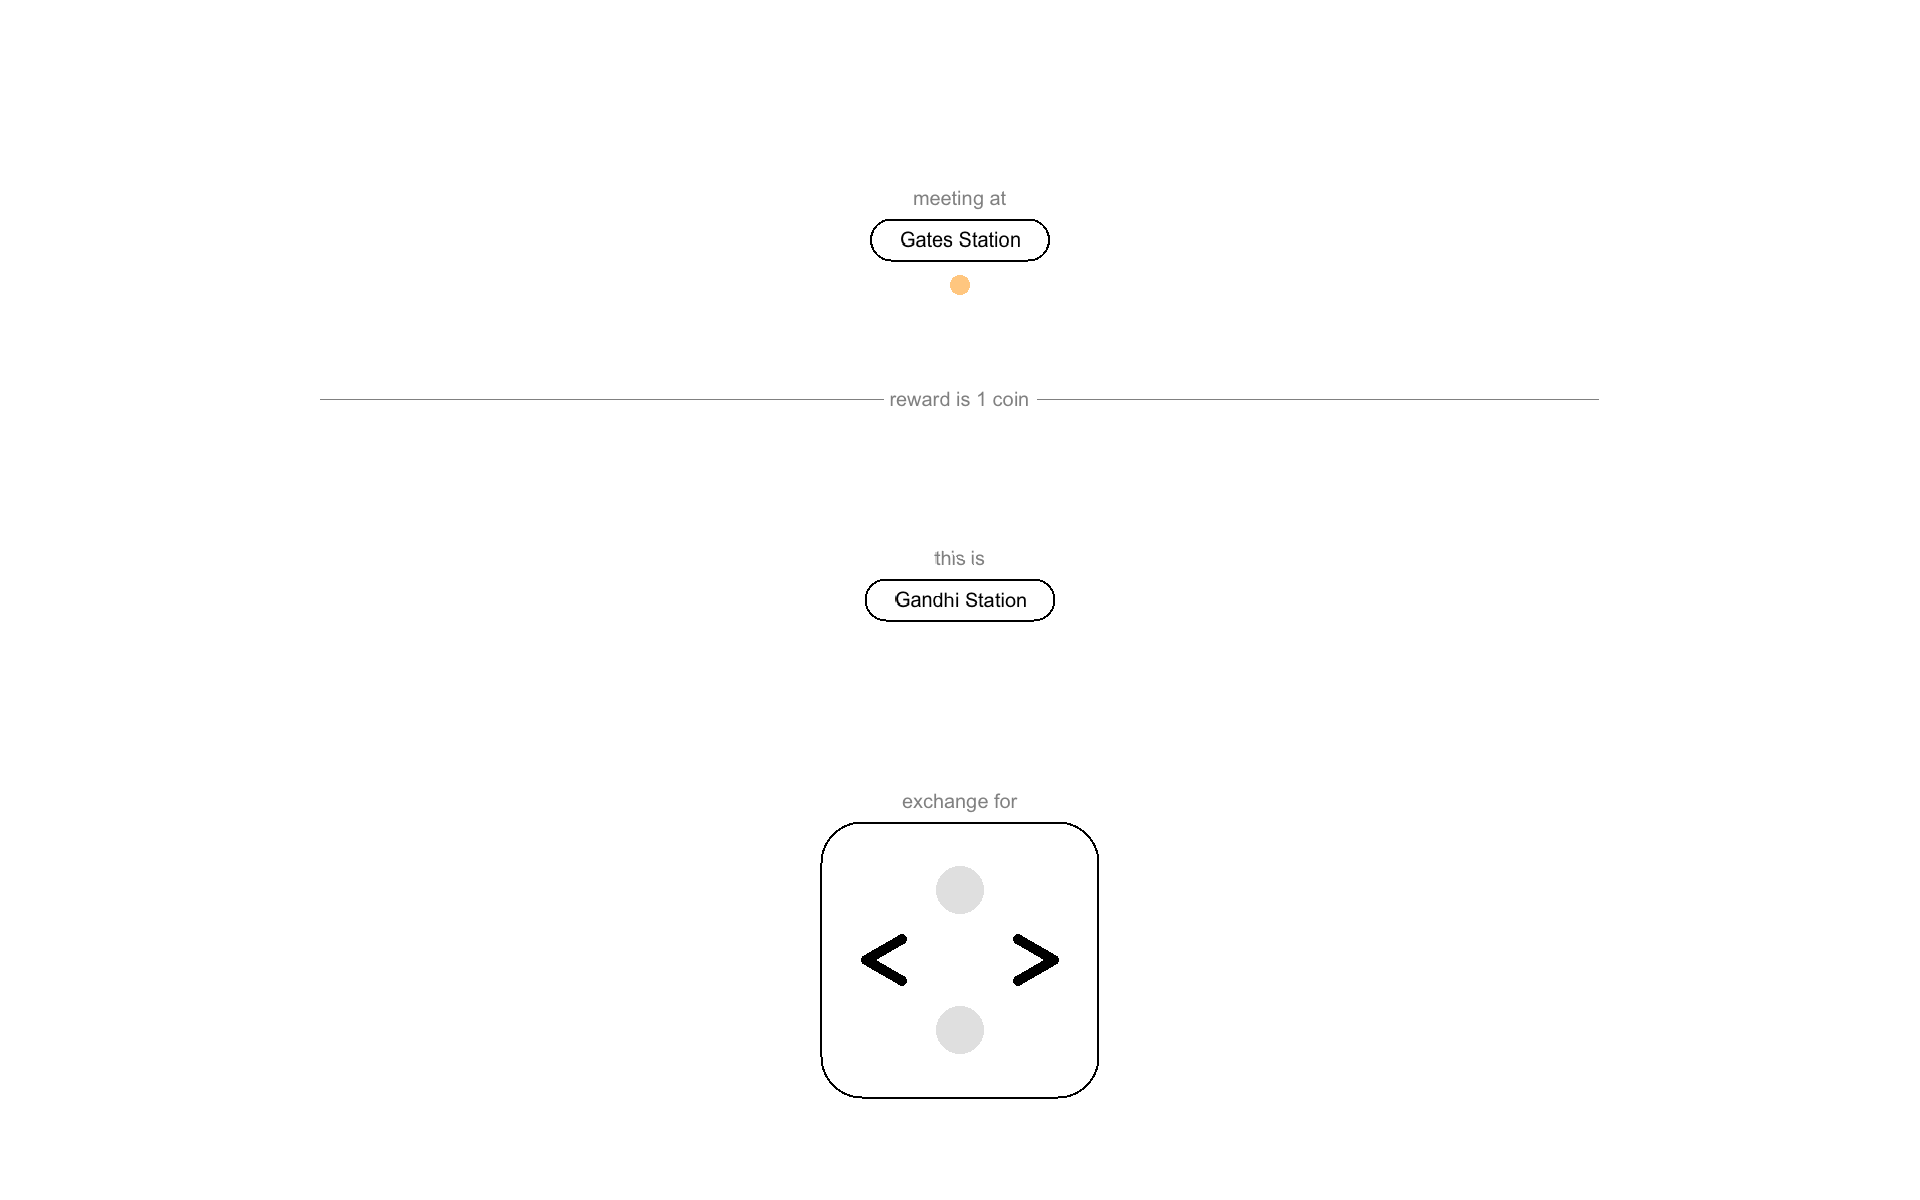 meeting at
Gates Station
reward is 1 coin
this is
Gandhi Station
exchange for
< >